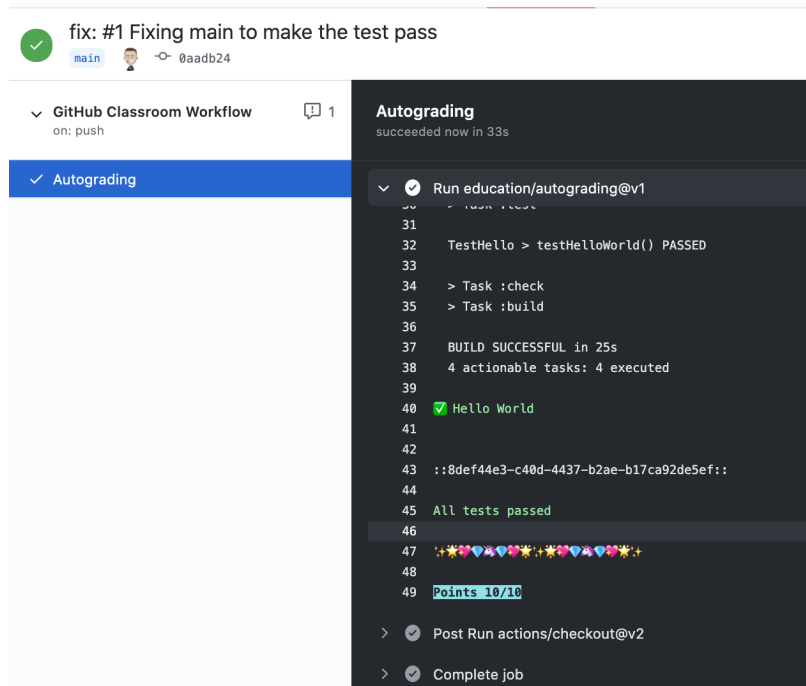 fix: #1 Fixing main to make the test pass
main 0aadb24
GitHub Classroom Workflow 1
on: push
Autograding
Autograding
succeeded now in 33s
Run education/autograding@v1
30 > Task :test
31
32 TestHello > testHelloWorld() PASSED
33
34 > Task :check
35 > Task :build
36
37 BUILD SUCCESSFUL in 25s
38 4 actionable tasks: 4 executed
39
40 ✅ Hello World
41
42
43 ::8def44e3-c40d-4437-b2ae-b17ca92de5ef::
44
45 All tests passed
46
47 ✨🌟💖💎🦄💎💖🌟✨🌟💖💎🦄💎💖🌟✨
48
49 Points 10/10
Post Run actions/checkout@v2
Complete job